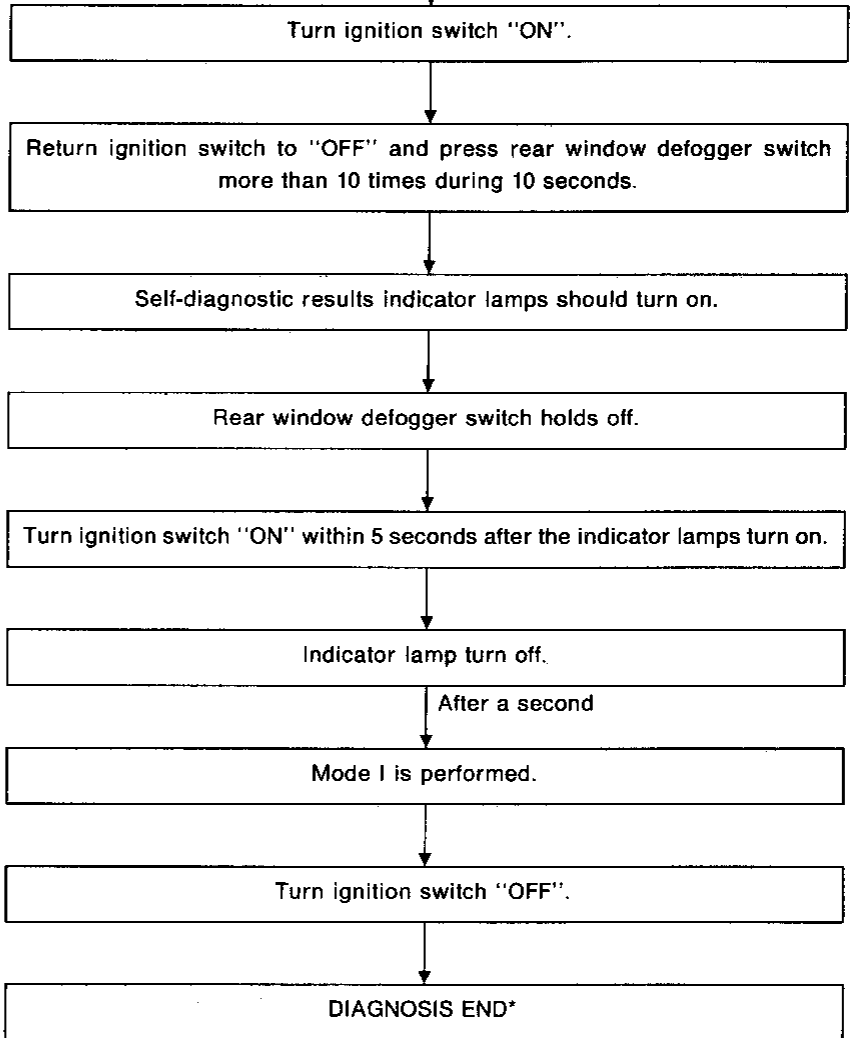 Turn ignition switch "ON".
Return ignition switch to "OFF" and press rear window defogger switch
more than 10 times during 10 seconds.
Self-diagnostic results indicator lamps should turn on.
Rear window defogger switch holds off.
Turn ignition switch "ON" within 5 seconds after the indicator lamps turn on.
Indicator lamp turn off.
After a second
Mode I is performed.
Turn ignition switch "OFF".
DIAGNOSIS END*